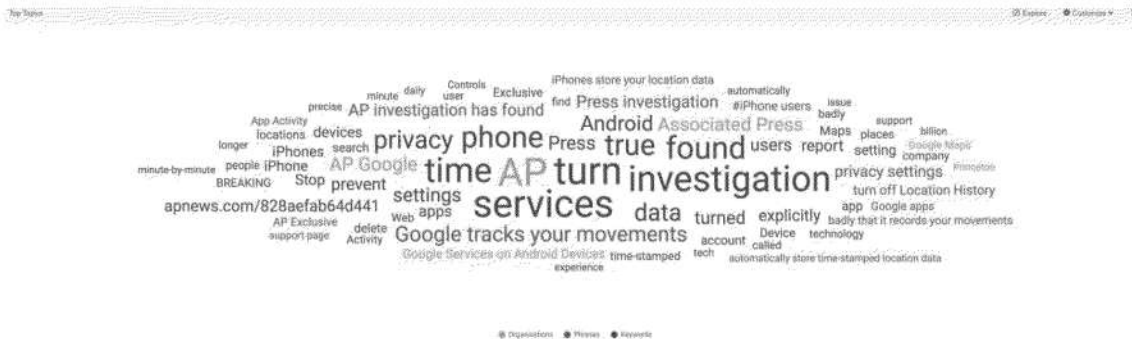 Top Topics
Explore Customize
iPhones store your location data
Controls
minute daily user Exclusive automatically
precise AP investigation has found find Press investigation #iPhone users issue
badly
App Activity Android Associated Press Maps places support
locations devices privacy phone Press true found users report setting billion
longer iPhones search Google Maps
company
minute-by-minute people iPhone AP Google time AP turn investigation privacy settings Princeton
BREAKING Stop prevent settings turn off Location History
apnews.com/828aefab64d441 Web apps services data turned explicitly app Google apps
badly that it records your movements
AP Exclusive delete Google tracks your movements account Device technology
support page Activity called
Google Services on Android Devices time-stamped tech automatically store time-stamped location data
experience
Organisations Phrases Keywords